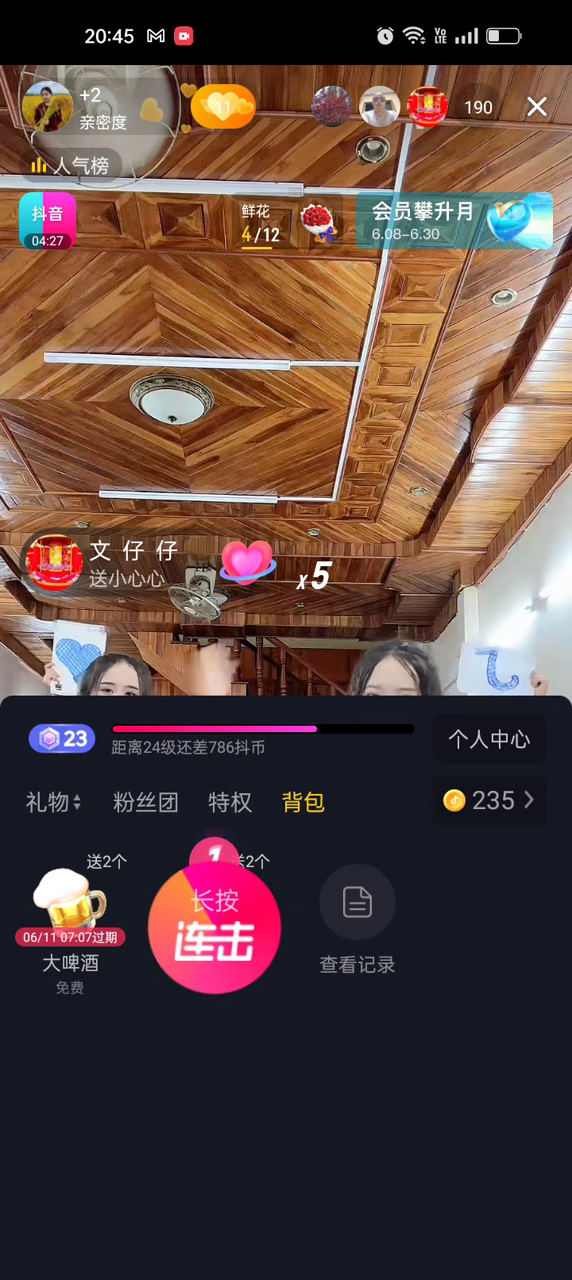 20:45
Vo
LTE
+2
亲密度
11
190
人气榜
抖音
04:27
鲜花
4/12
会员攀升月
6.08-6.30
文 仔 仔
送小心心
x5
23
距离24级还差786抖币
个人中心
礼物
粉丝团
特权
背包
235
送2个
1
送2个
长按
连击
06/11 07:07过期
大啤酒
免费
查看记录